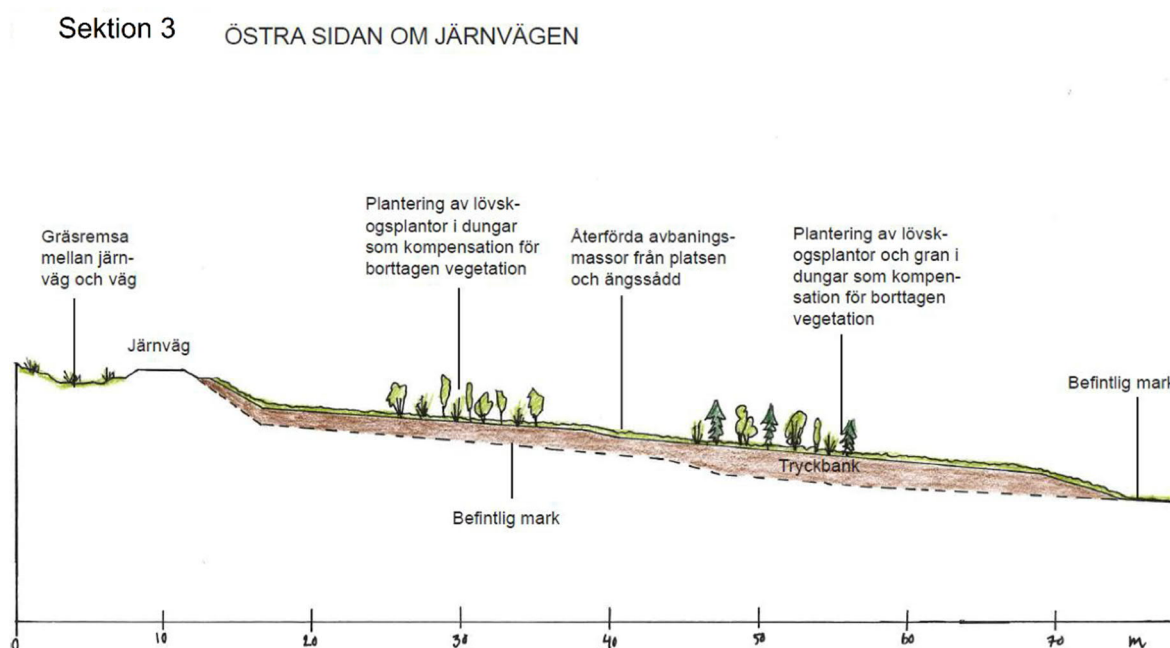 Sektion 3
ÖSTRA SIDAN OM JÄRNVÄGEN
Gräsremsa
mellan järn-
väg och väg
Järnväg
Plantering av lövsk-
ogsplantor i dungar
som kompensation för
borttagen vegetation
Återförda avbanings-
massor från platsen
och ängssådd
Plantering av lövsk-
ogsplantor och gran i
dungar som kompen-
sation för borttagen
vegetation
Befintlig mark
Tryckbank
Befintlig mark
0 10 20 30 40 50 60 70 m